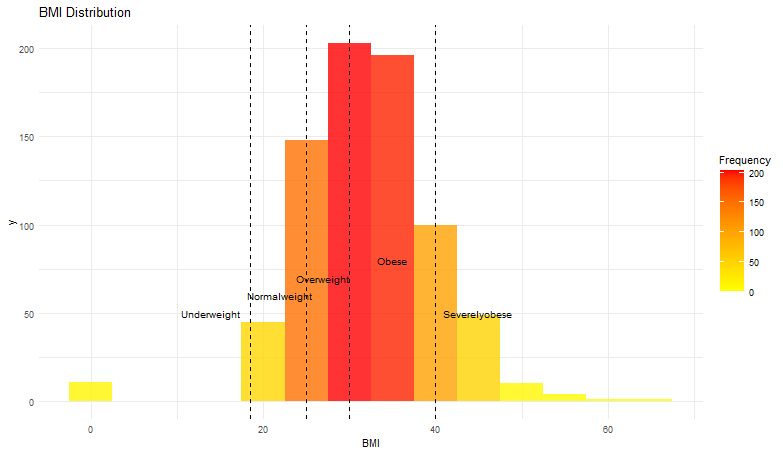 BMI Distribution
200
150
100
50
0
y
Underweight
Normalweight
Overweight
Obese
Severelyobese
0
20
40
60
BMI
Frequency
200
150
100
50
0